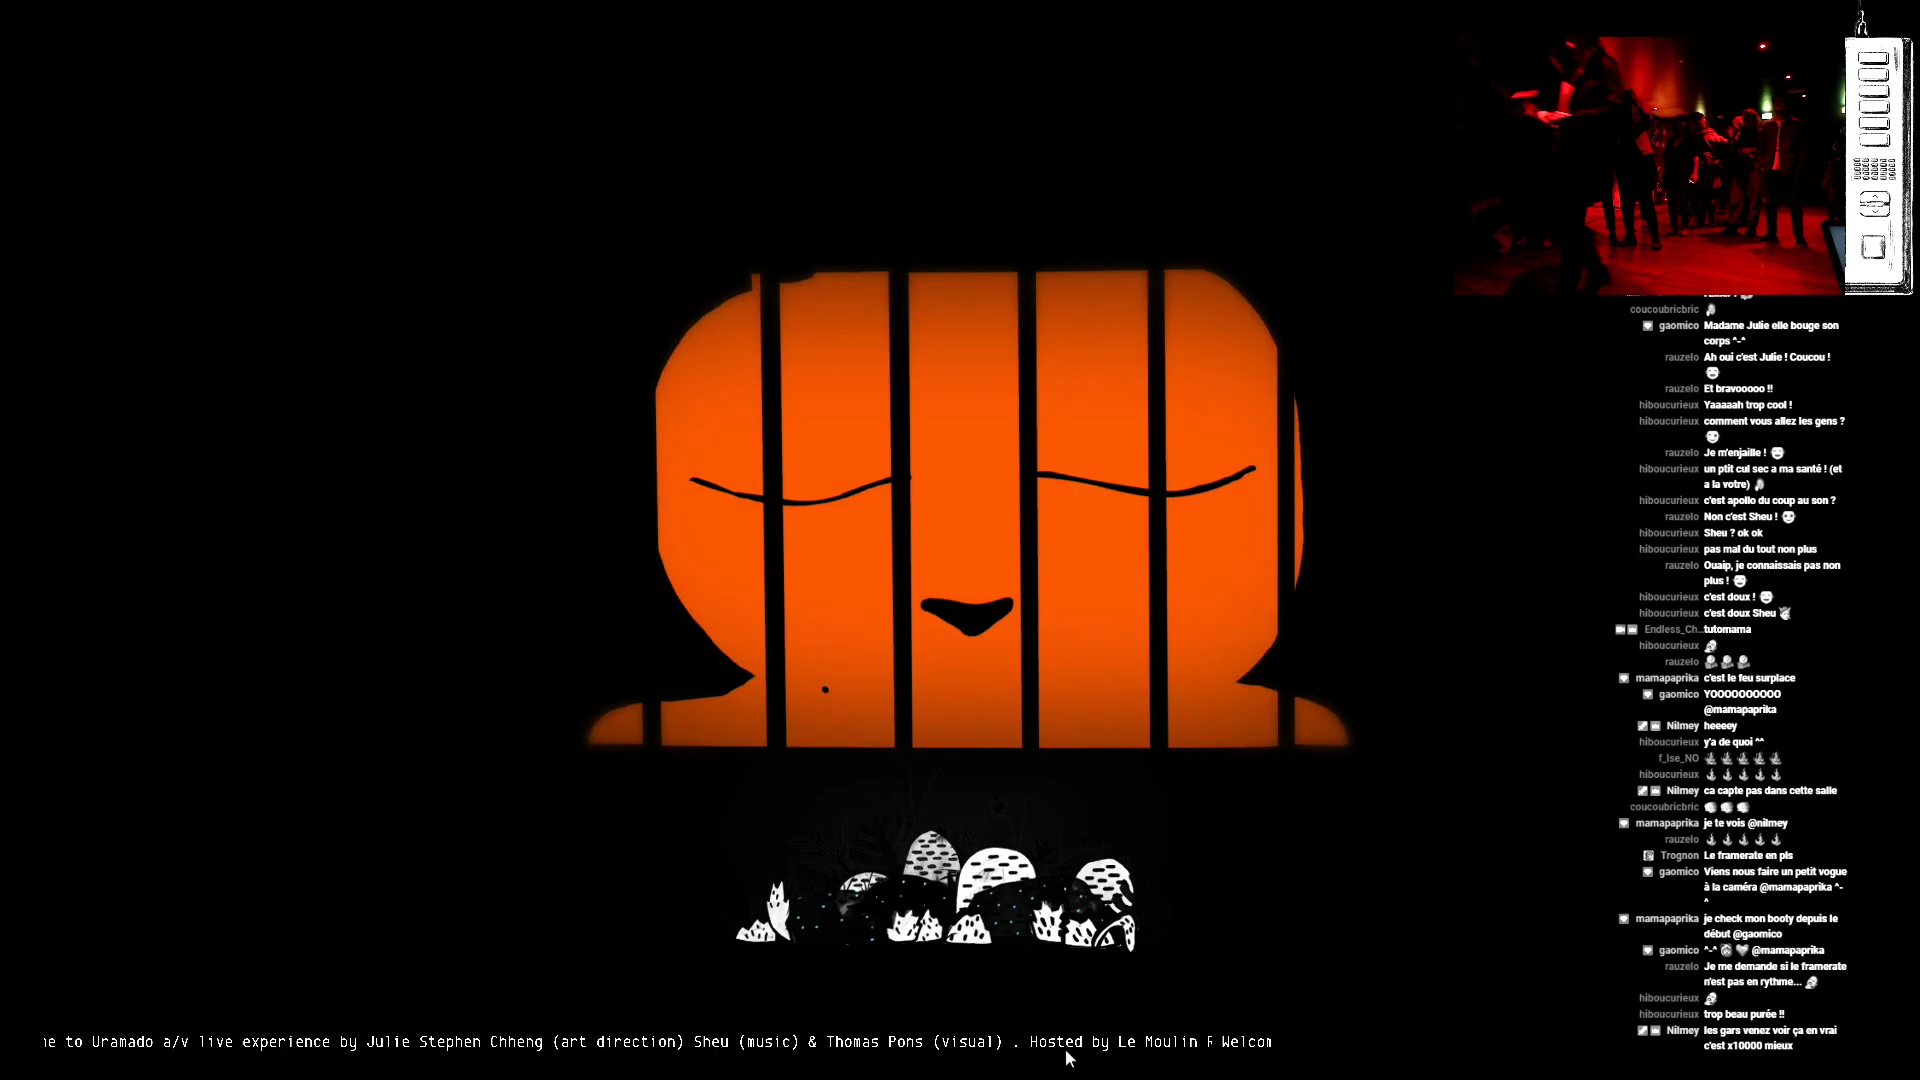 coucoubricbric
gaomico Madame Julie elle bouge son
corps ^-^
rauzelo Ah oui c'est Julie ! Coucou !
rauzelo Et bravooooo !!
hiboucurieux Yaaaaah trop cool !
hiboucurieux comment vous allez les gens ?
rauzelo Je m'enjaille !
hiboucurieux un ptit cul sec a ma santé ! (et
a la votre)
hiboucurieux c'est apollo du coup au son ?
rauzelo Non c'est Sheu !
hiboucurieux Sheu ? ok ok
hiboucurieux pas mal du tout non plus
rauzelo Ouaip, je connaissais pas non
plus !
hiboucurieux c'est doux !
hiboucurieux c'est doux Sheu
Endless_Ch... tutomama
hiboucurieux
rauzelo
mamapaprika c'est le feu surplace
gaomico YOOOOOOOOOO
@mamapaprika
Nilmey heeeey
hiboucurieux y'a de quoi ^^
f_lse_NO
hiboucurieux
Nilmey ca capte pas dans cette salle
coucoubricbric
mamapaprika je te vois @nilmey
rauzelo
Trognon Le framerate en pls
gaomico Viens nous faire un petit vogue
à la caméra @mamapaprika ^-
^
mamapaprika je check mon booty depuis le
début @gaomico
gaomico ^-^ @mamapaprika
rauzelo Je me demande si le framerate
n'est pas en rythme...
hiboucurieux
hiboucurieux trop beau purée !!
Nilmey les gars venez voir ça en vrai
c'est x10000 mieux
e to Uramado a/v live experience by Julie Stephen Chheng (art direction) Sheu (music) & Thomas Pons (visual) . Hosted by Le Moulin Welcom